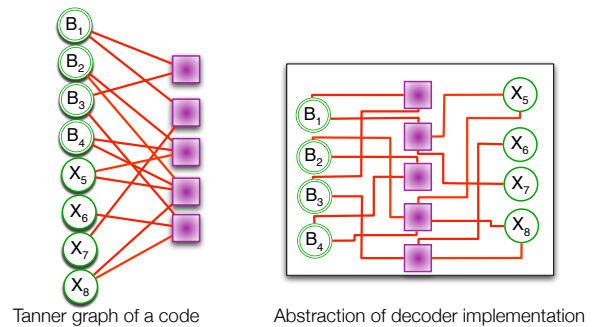 B1
B2
B3
B4
X5
X6
X7
X8
Tanner graph of a code
B1
B2
B3
B4
X5
X6
X7
X8
Abstraction of decoder implementation